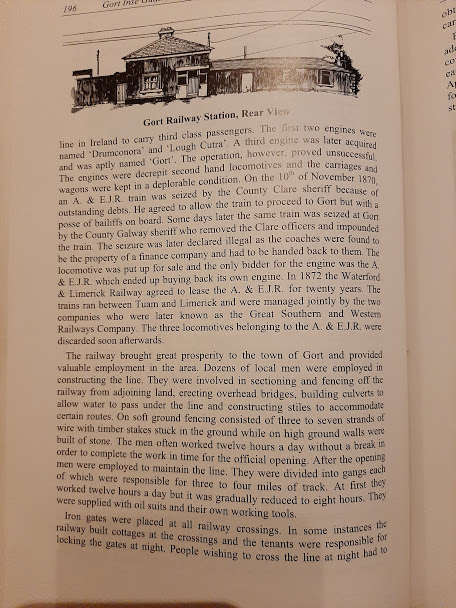 196
Gort Inse Guaire
Gort Railway Station, Rear View
line in Ireland to carry third class passengers. The first two engines were
named 'Drumconora' and 'Lough Cutra'. A third engine was later acquired
and was aptly named 'Gort'. The operation, however, proved unsuccessful.
The engines were decrepit second hand locomotives and the carriages and
wagons were kept in a deplorable condition. On the 10th of November 1870,
an A. & E.J.R. train was seized by the County Clare sheriff because of
outstanding debts. He agreed to allow the train to proceed to Gort but with a
posse of bailiffs on board. Some days later the same train was seized at Gort
by the County Galway sheriff who removed the Clare officers and impounded
the train. The seizure was later declared illegal as the coaches were found to
be the property of a finance company and had to be handed back to them. The
locomotive was put up for sale and the only bidder for the engine was the A.
& E.J.R. which ended up buying back its own engine. In 1872 the Waterford
& Limerick Railway agreed to lease the A. & E.J.R. for twenty years. The
trains ran between Tuam and Limerick and were managed jointly by the two
companies who were later known as the Great Southern and Western
Railways Company. The three locomotives belonging to the A. & E.J.R. were
discarded soon afterwards.
The railway brought great prosperity to the town of Gort and provided
valuable employment in the area. Dozens of local men were employed in
constructing the line. They were involved in sectioning and fencing off the
railway from adjoining land, erecting overhead bridges, building culverts to
allow water to pass under the line and constructing stiles to accommodate
certain routes. On soft ground fencing consisted of three to seven strands of
wire with timber stakes stuck in the ground while on high ground walls were
built of stone. The men often worked twelve hours a day without a break in
order to complete the work in time for the official opening. After the opening
men were employed to maintain the line. They were divided into gangs each
of which were responsible for three to four miles of track. At first they
worked twelve hours a day but it was gradually reduced to eight hours. They
were supplied with oil suits and their own working tools.
Iron gates were placed at all railway crossings. In some instances the
railway built cottages at the crossings and the tenants were responsible for
locking the gates at night. People wishing to cross the line at night had to